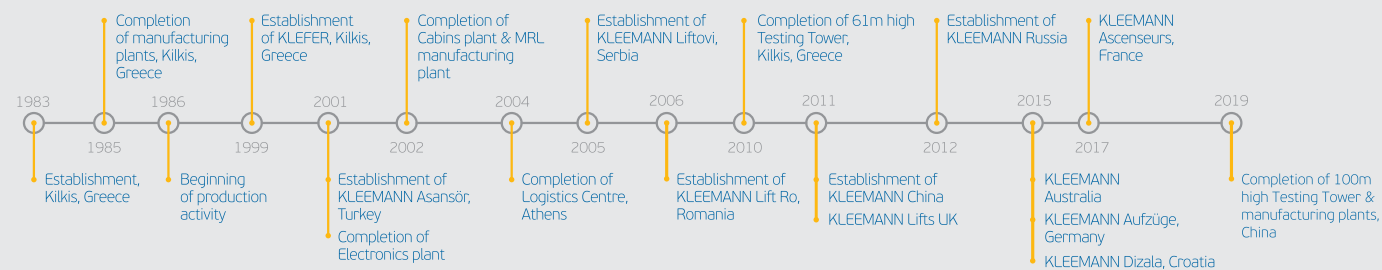 Completion
of manufacturing
plants, Kilkis,
Greece
Establishment
of KLEFER, Kilkis,
Greece
Completion of
Cabins plant & MRL
manufacturing
plant
Establishment of
KLEEMANN Liftovi,
Serbia
Completion of 61m high
Testing Tower,
Kilkis, Greece
Establishment of
KLEEMANN Russia
KLEEMANN
Ascenseurs,
France
1983
1986
2001
2004
2006
2011
2015
2019
1985
1999
2002
2005
2010
2012
2017
Establishment,
Kilkis, Greece
Beginning
of production
activity
Establishment of
KLEEMANN Asansör,
Turkey
Completion of
Electronics plant
Completion of
Logistics Centre,
Athens
Establishment of
KLEEMANN Lift Ro,
Romania
Establishment of
KLEEMANN China
KLEEMANN Lifts UK
KLEEMANN
Australia
KLEEMANN Aufzüge,
Germany
KLEEMANN Dizala, Croatia
Completion of 100m
high Testing Tower &
manufacturing plants,
China